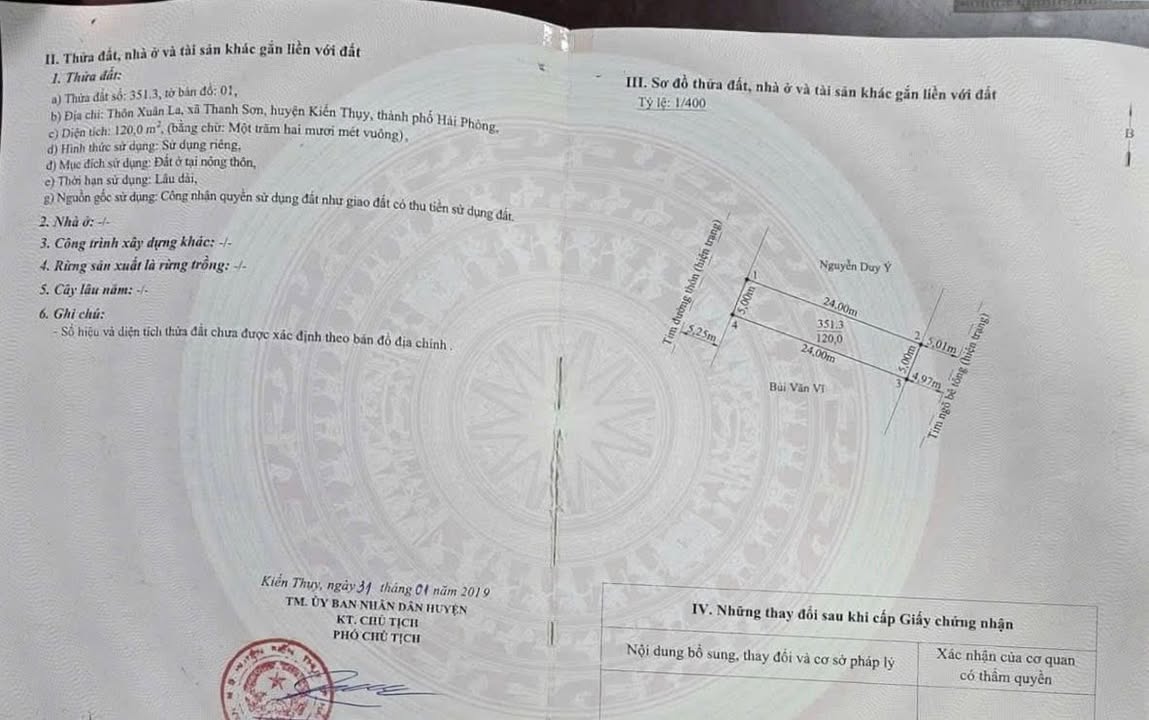 II. Thửa đất, nhà ở và tài sản khác gắn liền với đất
1. Thửa đất:
a) Thửa đất số: 351.3, tờ bản đồ: 01,
b) Địa chỉ: Thôn Xuân La, xã Thanh Sơn, huyện Kiến Thụy, thành phố Hải Phòng,
c) Diện tích: 120,0 m², (bằng chữ: Một trăm hai mươi mét vuông),
d) Hình thức sử dụng: Sử dụng riêng,
đ) Mục đích sử dụng: Đất ở tại nông thôn,
e) Thời hạn sử dụng: Lâu dài,
g) Nguồn gốc sử dụng: Công nhận quyền sử dụng đất như giao đất có thu tiền sử dụng đất.
2. Nhà ở: -/-
3. Công trình xây dựng khác: -/-
4. Rừng sản xuất là rừng trồng: -/-
5. Cây lâu năm: -/-
6. Ghi chú:
- Số hiệu và diện tích thửa đất chưa được xác định theo bản đồ địa chính .
Kiến Thụy, ngày 31 tháng 01 năm 2019
TM. ỦY BAN NHÂN DÂN HUYỆN
KT. CHỦ TỊCH
PHÓ CHỦ TỊCH
III. Sơ đồ thửa đất, nhà ở và tài sản khác gắn liền với đất
Tỷ lệ: 1/400
B
Tim đường thôn (hiện trạng)
5,25m
1
5,00m
4
Nguyễn Duy Ý
24,00m
351.3
120,0
24,00m
2
5,01m
5,00m
3
4,97m
Tim ngõ bê tông (hiện trạng)
Bùi Văn Vĩ
IV. Những thay đổi sau khi cấp Giấy chứng nhận
Nội dung bổ sung, thay đổi và cơ sở pháp lý
Xác nhận của cơ quan
có thẩm quyền